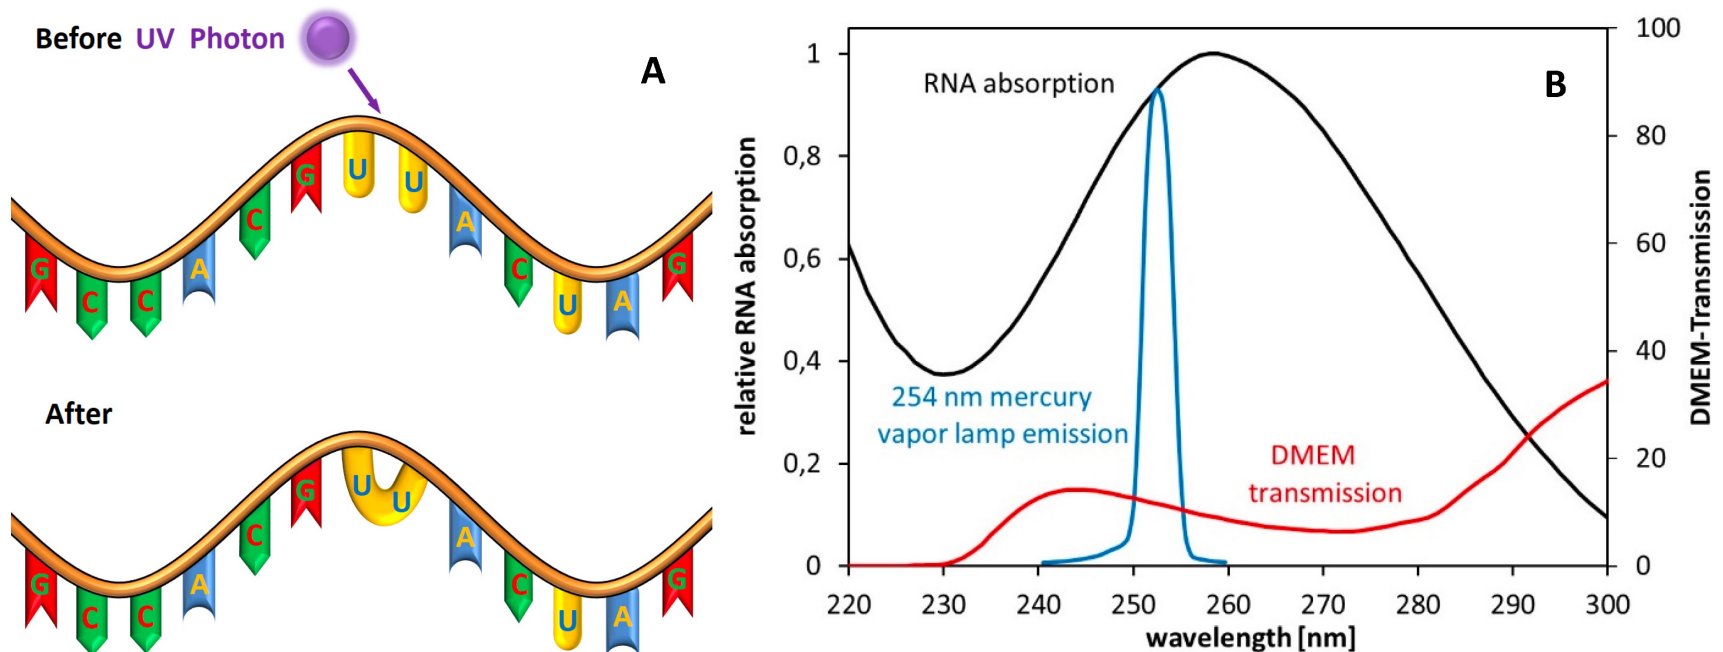 Before UV Photon
A
G C C A C G U U A C U A G
After
G C C A C G U U A C U A G
B
RNA absorption
254 nm mercury
vapor lamp emission
DMEM
transmission
relative RNA absorption
1
0,8
0,6
0,4
0,2
0
DMEM-Transmission
100
80
60
40
20
0
220 230 240 250 260 270 280 290 300
wavelength [nm]